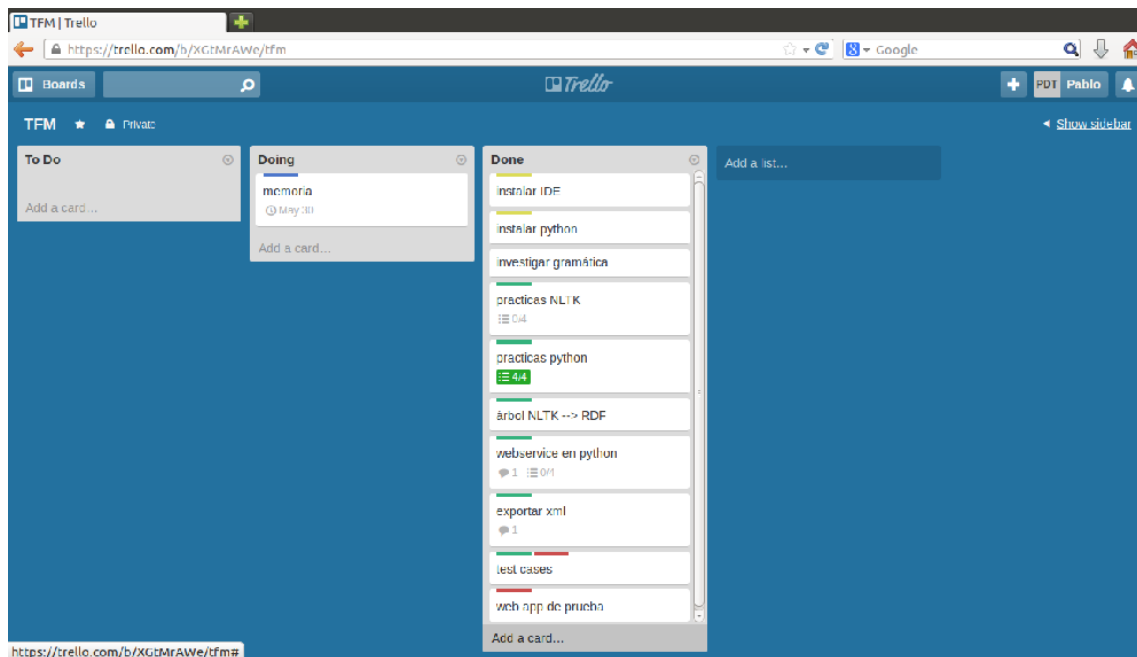 TFM | Trello
https://trello.com/b/XGtMrAWe/tfm
Google
Boards
Trello
PDT Pablo
TFM
Private
Show sidebar
To Do
Add a card...
Doing
memoria
May 30
Add a card...
Done
instalar IDE
instalar python
investigar gramática
practicas NLTK
0/4
practicas python
4/4
árbol NLTK --> RDF
webservice en python
1 0/4
exportar xml
1
test cases
web app de prueba
Add a card...
Add a list...
https://trello.com/b/XGtMrAWe/tfm#